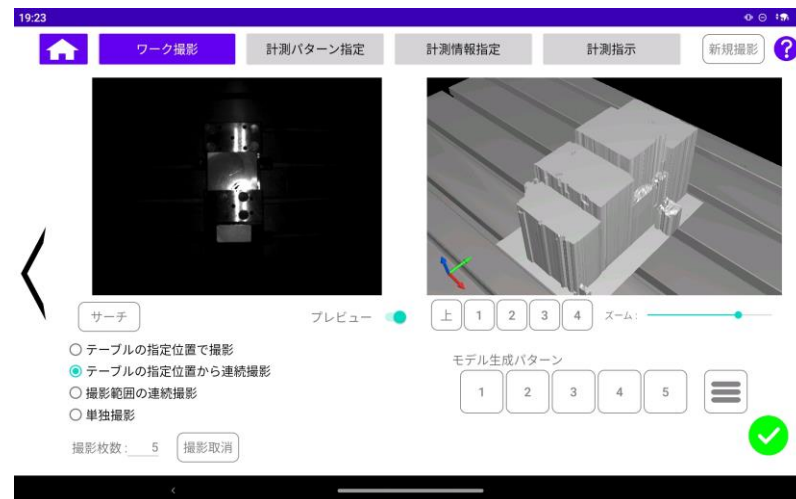 19:23
ワーク撮影
計測パターン指定
計測情報指定
計測指示
新規撮影
?
サーチ
プレビュー
上 1 2 3 4 ズーム:
テーブルの指定位置で撮影
テーブルの指定位置から連続撮影
撮影範囲の連続撮影
単独撮影
モデル生成パターン
1 2 3 4 5
撮影枚数: 5 撮影取消